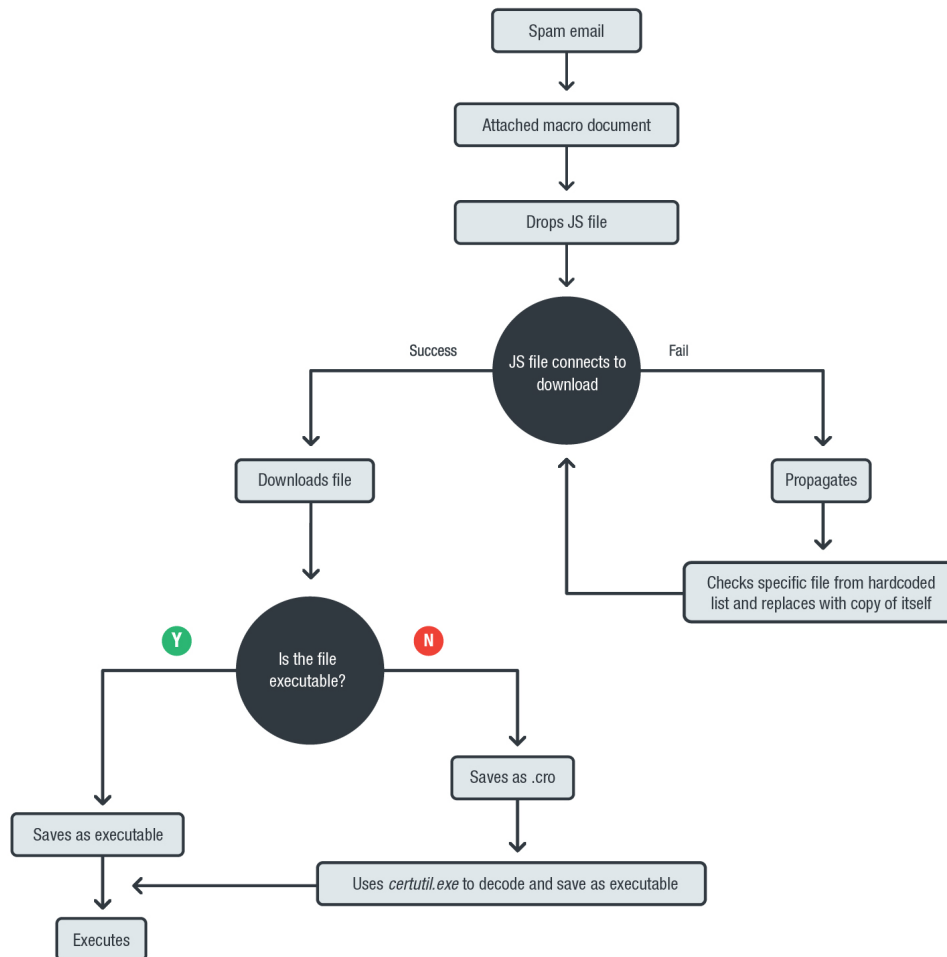 Spam email
Attached macro document
Drops JS file
Success
JS file connects to
download
Fail
Downloads file
Propagates
Checks specific file from hardcoded
list and replaces with copy of itself
Y
N
Is the file
executable?
Saves as .cro
Saves as executable
Uses certutil.exe to decode and save as executable
Executes